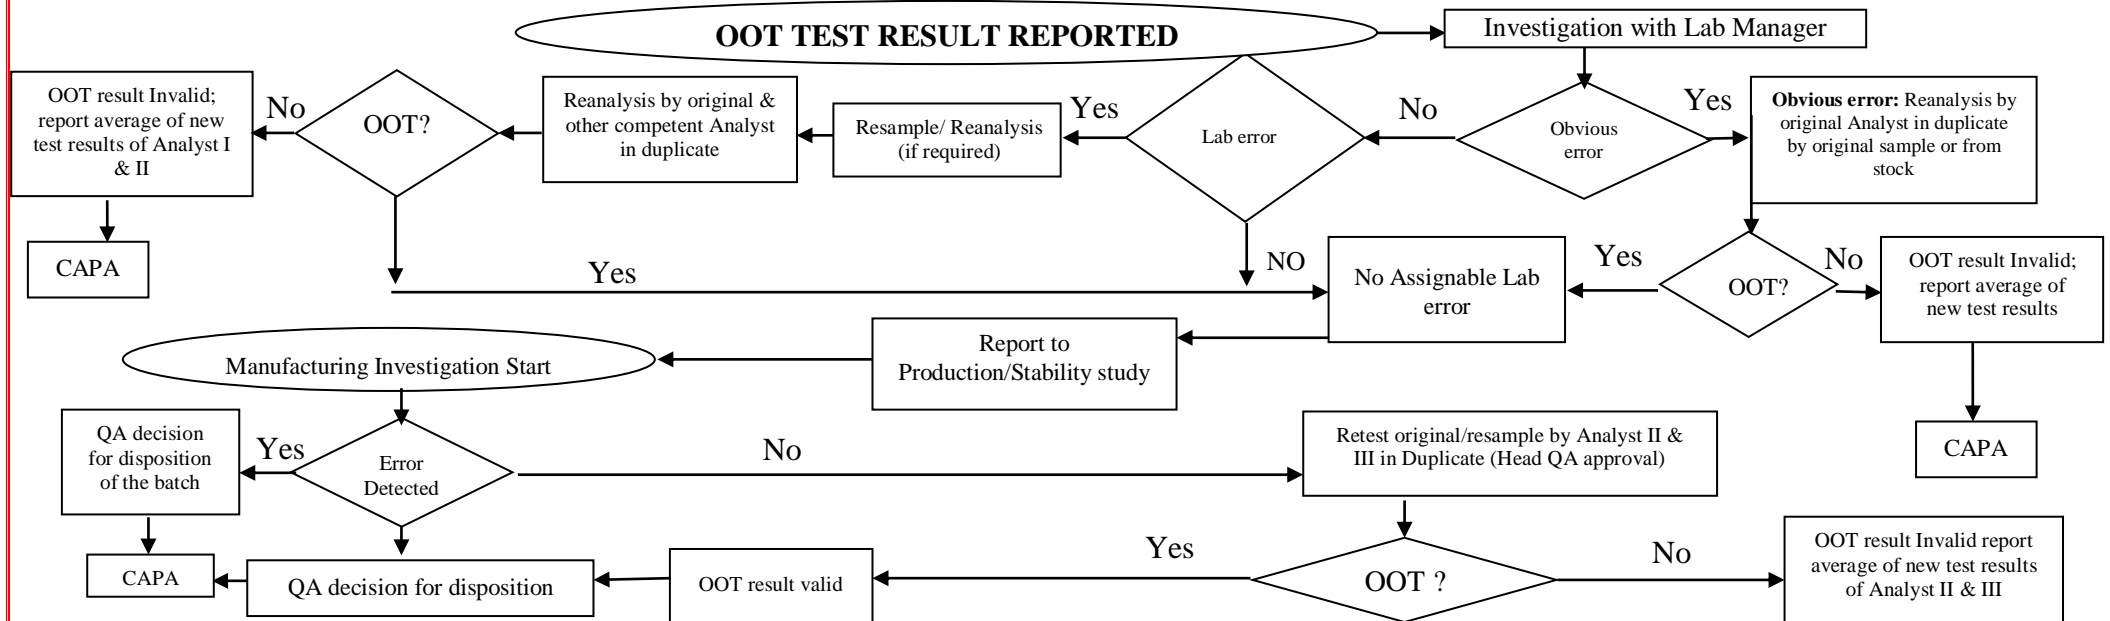 OOT TEST RESULT REPORTED
Investigation with Lab Manager
OOT result Invalid;
report average of new
test results of Analyst I
& II
No
OOT?
Reanalysis by original &
other competent Analyst
in duplicate
Resample/ Reanalysis
(if required)
Yes
Lab error
No
Obvious
error
Yes
Obvious error: Reanalysis by
original Analyst in duplicate
by original sample or from
stock
CAPA
Yes
NO
No Assignable Lab
error
Yes
OOT?
No
OOT result Invalid;
report average of
new test results
Manufacturing Investigation Start
Report to
Production/Stability study
QA decision
for disposition
of the batch
Yes
Error
Detected
No
Retest original/resample by Analyst II &
III in Duplicate (Head QA approval)
CAPA
CAPA
QA decision for disposition
OOT result valid
Yes
OOT ?
No
OOT result Invalid report
average of new test results
of Analyst II & III